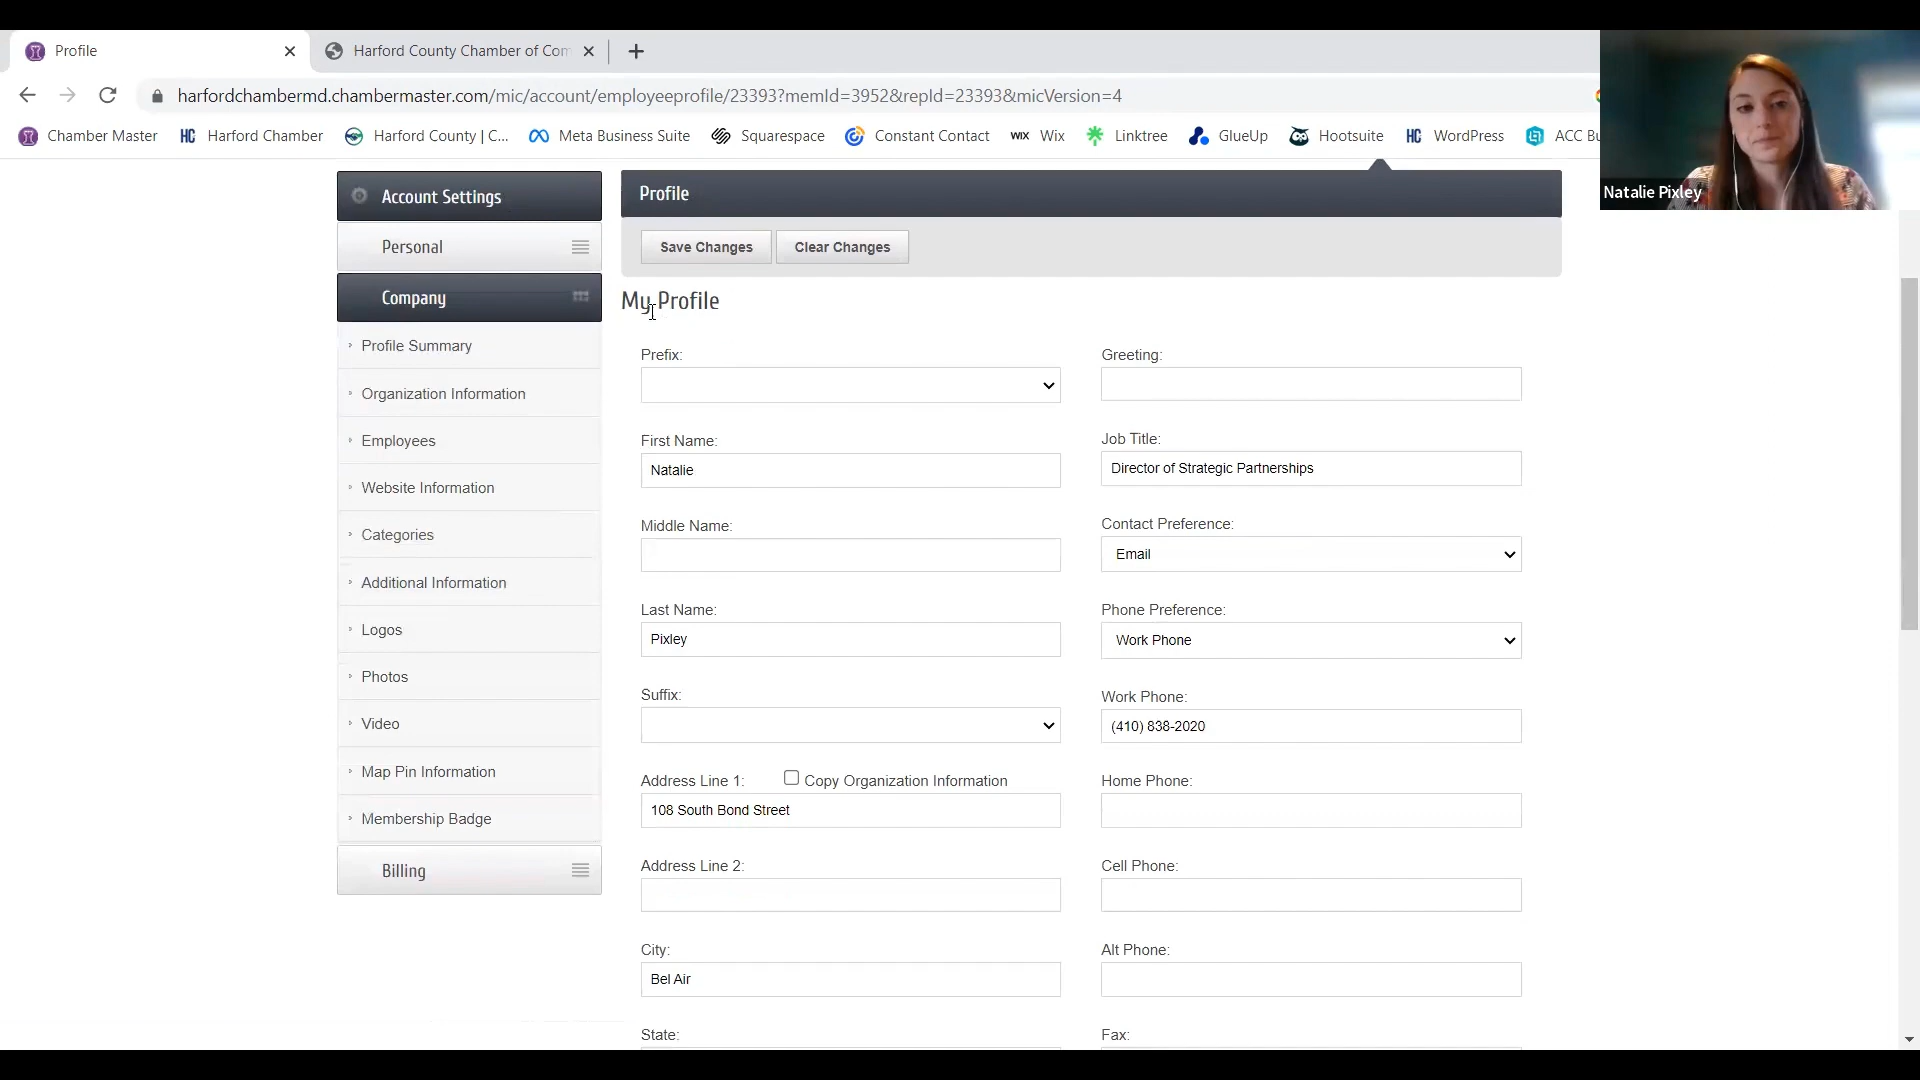 Profile
Harford County Chamber of Com
harfordchambermd.chambermaster.com/mic/account/employeeprofile/23393?memId=3952&repId=23393&micVersion=4
Chamber Master
HC Harford Chamber
Harford County | C...
Meta Business Suite
Squarespace
Constant Contact
WIX Wix
Linktree
GlueUp
Hootsuite
HC WordPress
ACC Bu
Natalie Pixley
Account Settings
Personal
Company
Profile Summary
Organization Information
Employees
Website Information
Categories
Additional Information
Logos
Photos
Video
Map Pin Information
Membership Badge
Billing
Profile
Save Changes
Clear Changes
My Profile
Prefix:
First Name:
Natalie
Middle Name:
Last Name:
Pixley
Suffix:
Address Line 1:
Copy Organization Information
108 South Bond Street
Address Line 2:
City:
Bel Air
State:
Greeting:
Job Title:
Director of Strategic Partnerships
Contact Preference:
Email
Phone Preference:
Work Phone
Work Phone:
(410) 838-2020
Home Phone:
Cell Phone:
Alt Phone:
Fax: